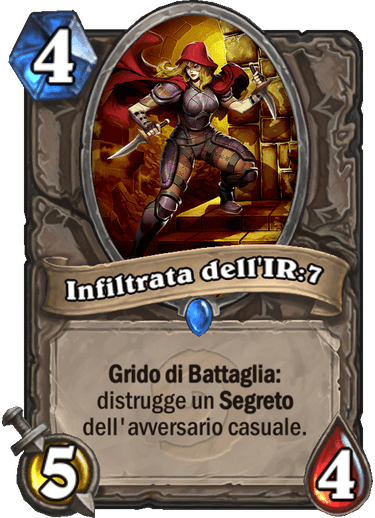 4
Infiltrata dell'IR:7
Grido di Battaglia:
distrugge un Segreto
dell'avversario casuale.
5
4